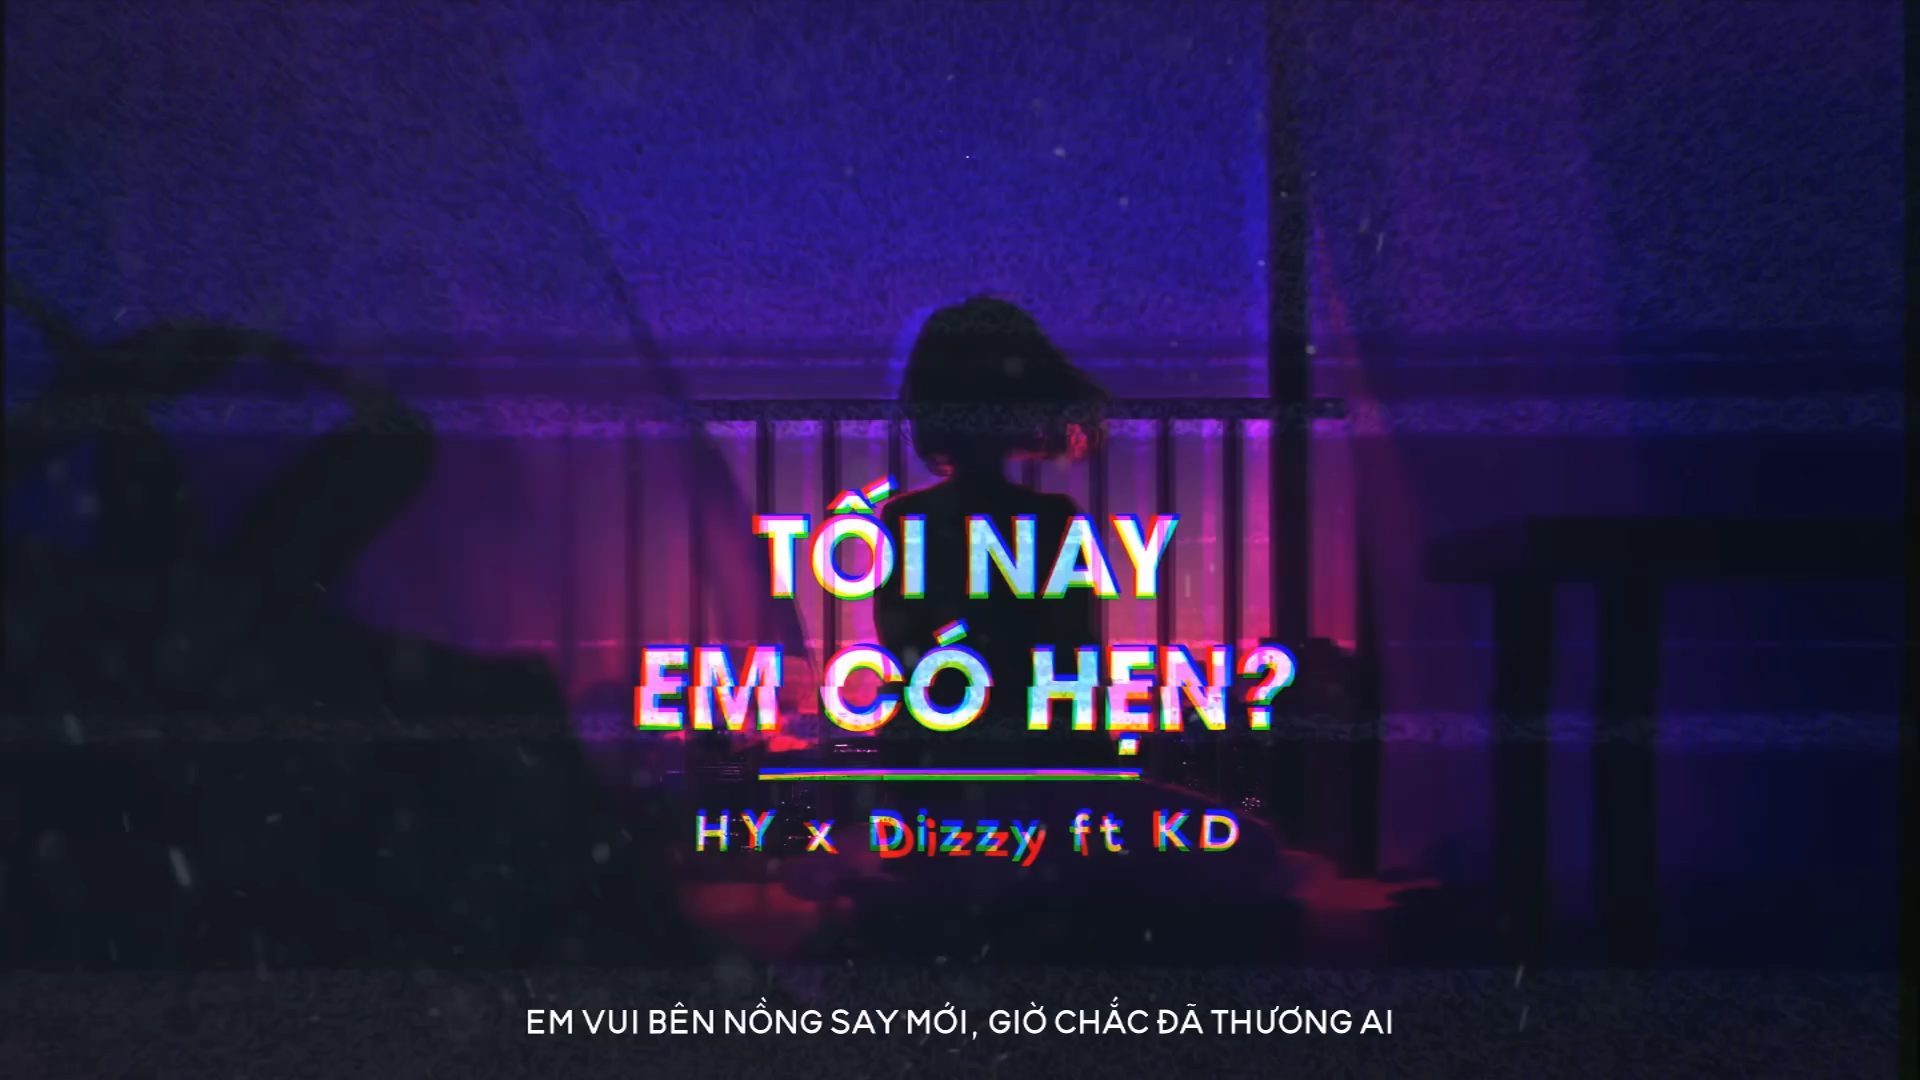 TỐI NAY
EM CÓ HẸN?
HY x Dizzy ft KD
EM VUI BÊN NỒNG SAY MỚI, GIỜ CHẮC ĐÃ THƯƠNG AI